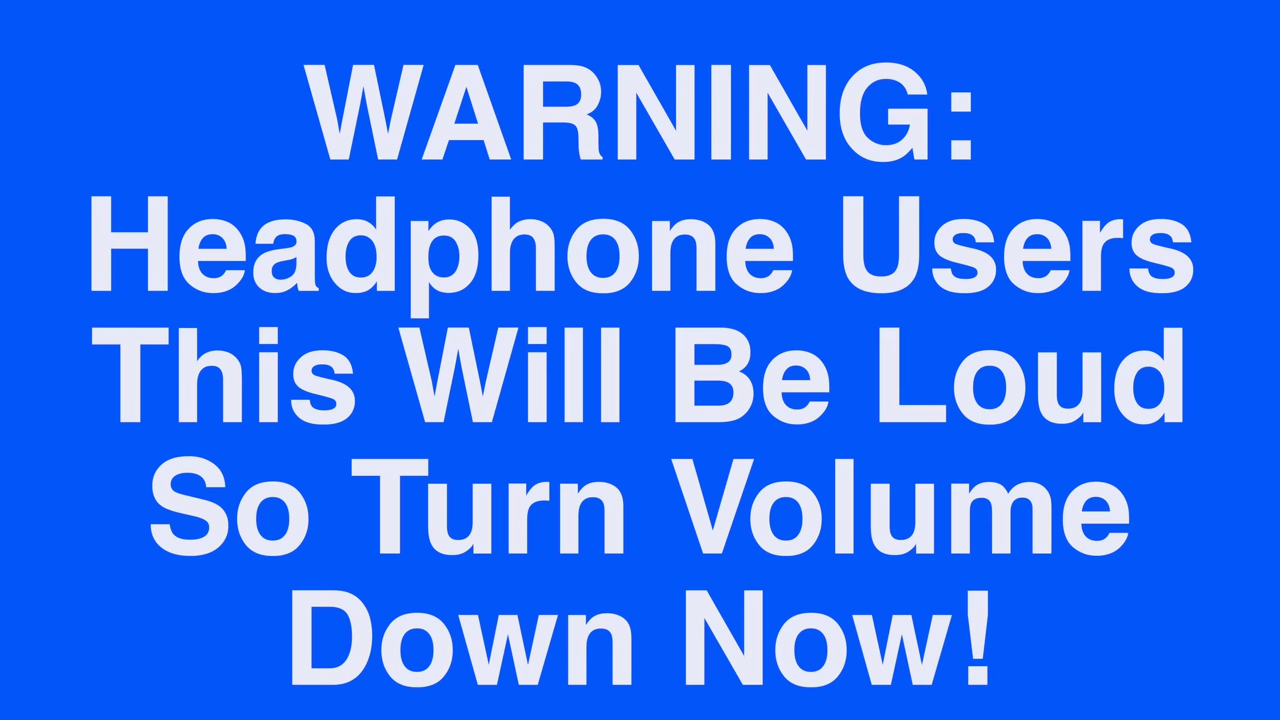 WARNING:
Headphone Users
This Will Be Loud
So Turn Volume
Down Now!